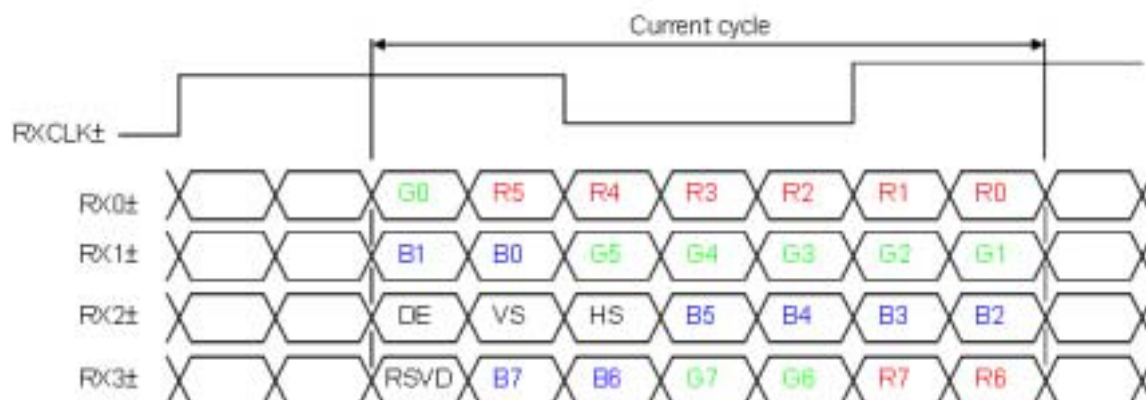 Current cycle
RXCLK±
RX0± G0 R5 R4 R3 R2 R1 R0
RX1± B1 B0 G5 G4 G3 G2 G1
RX2± DE VS HS B5 B4 B3 B2
RX3± RSVD B7 B6 G7 G6 R7 R6